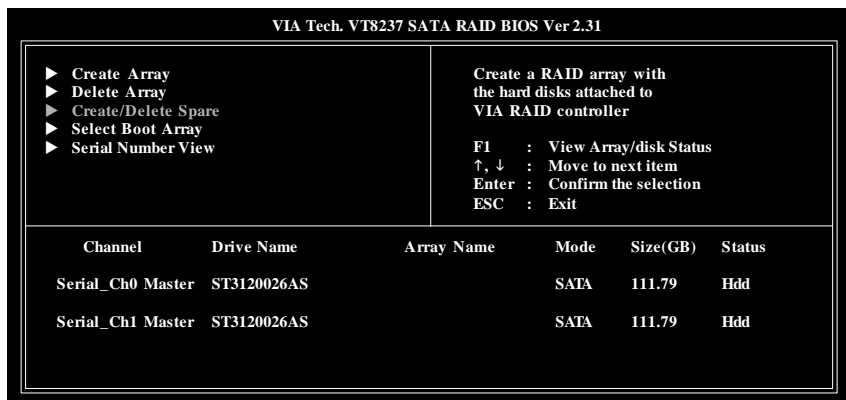 VIA Tech. VT8237 SATA RAID BIOS Ver 2.31
▶ Create Array
▶ Delete Array
▶ Create/Delete Spare
▶ Select Boot Array
▶ Serial Number View
Create a RAID array with
the hard disks attached to
VIA RAID controller
F1 : View Array/disk Status
↑, ↓ : Move to next item
Enter : Confirm the selection
ESC : Exit
Channel Drive Name Array Name Mode Size(GB) Status
Serial_Ch0 Master ST3120026AS SATA 111.79 Hdd
Serial_Ch1 Master ST3120026AS SATA 111.79 Hdd